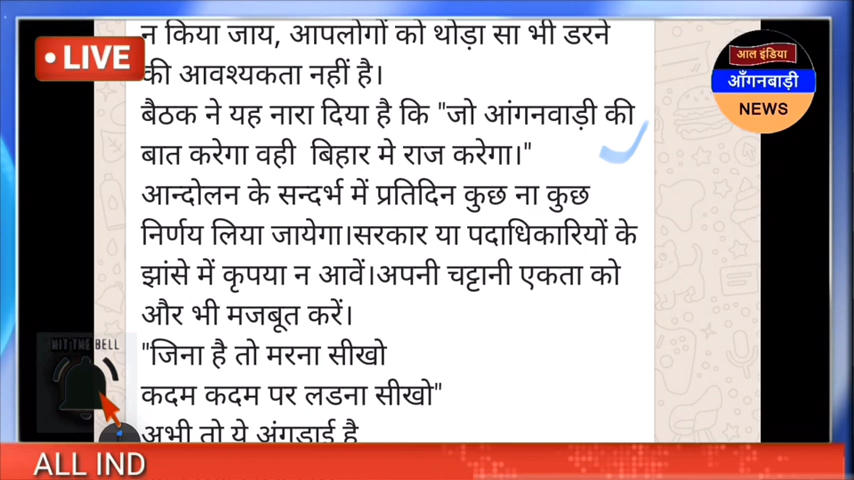 LIVE
आल इंडिया
आँगनबाड़ी
NEWS
न किया जाय, आपलोगों को थोड़ा सा भी डरने
की आवश्यकता नहीं है।
बैठक ने यह नारा दिया है कि "जो आंगनवाड़ी की
बात करेगा वही बिहार मे राज करेगा।"
आन्दोलन के सन्दर्भ में प्रतिदिन कुछ ना कुछ
निर्णय लिया जायेगा।सरकार या पदाधिकारियों के
झांसे में कृपया न आवें।अपनी चट्टानी एकता को
और भी मजबूत करें।
"जिना है तो मरना सीखो
कदम कदम पर लडना सीखो"
अभी तो ये अंगडाई है
HIT THE BELL
ALL IND